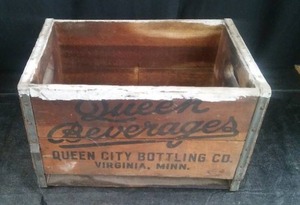 Queen
Beverages
QUEEN CITY BOTTLING CO.
VIRGINIA, MINN.